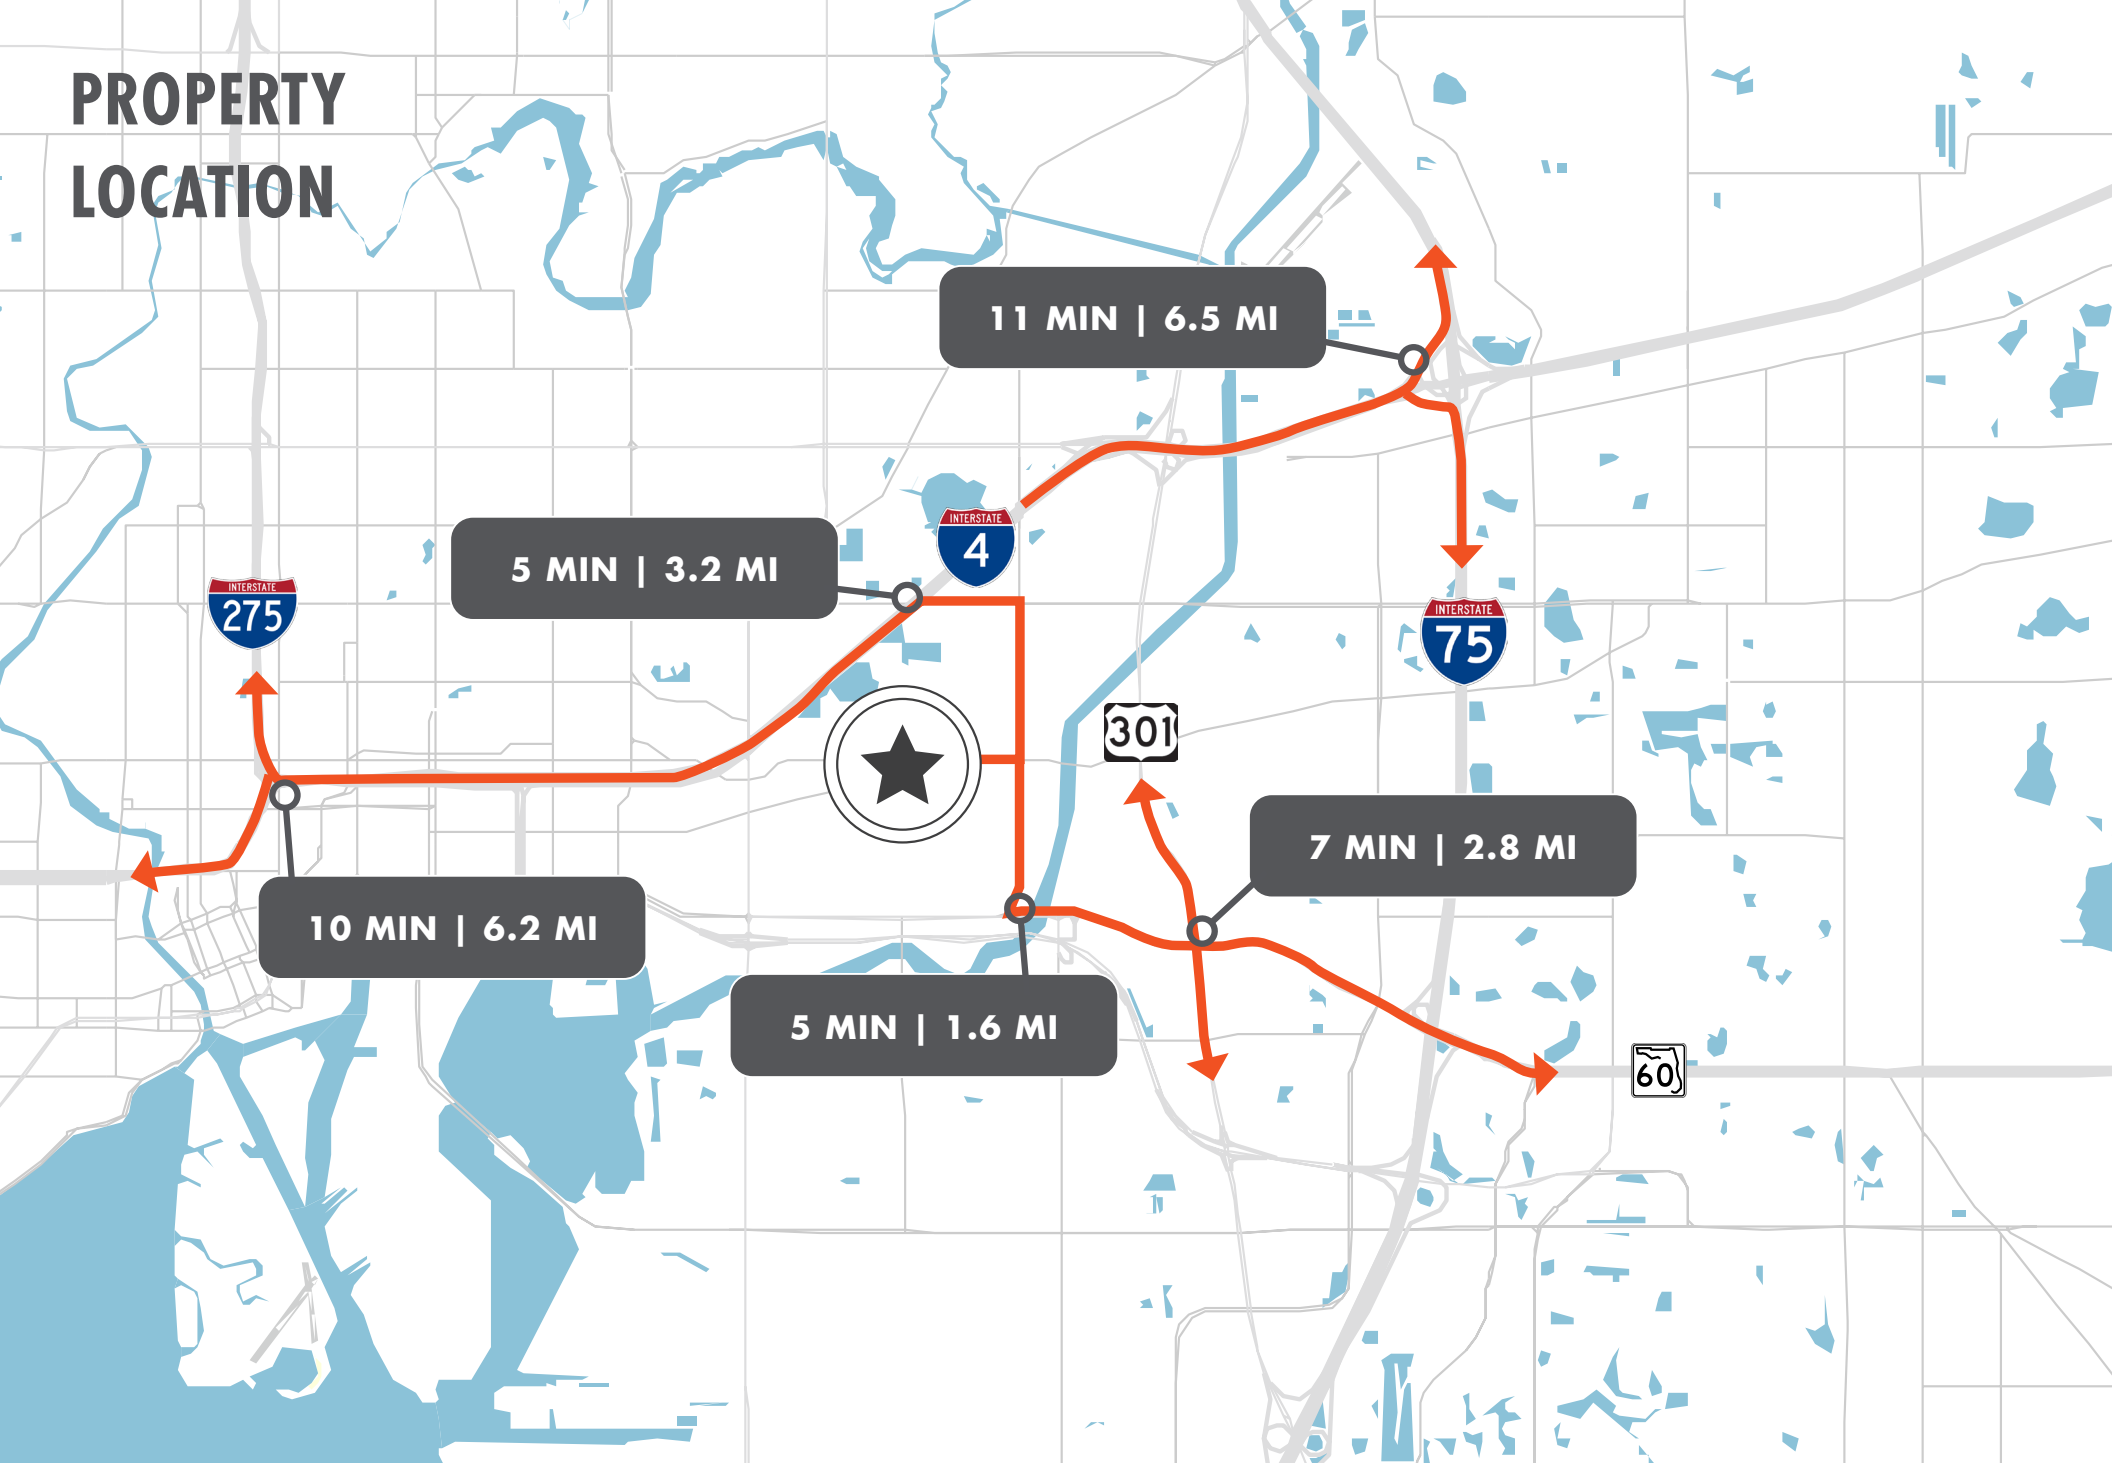 PROPERTY
LOCATION
11 MIN | 6.5 MI
5 MIN | 3.2 MI
INTERSTATE
4
INTERSTATE
275
INTERSTATE
75
301
7 MIN | 2.8 MI
10 MIN | 6.2 MI
5 MIN | 1.6 MI
60